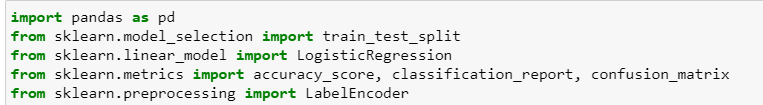 import pandas as pd
from sklearn.model_selection import train_test_split
from sklearn.linear_model import LogisticRegression
from sklearn.metrics import accuracy_score, classification_report, confusion_matrix
from sklearn.preprocessing import LabelEncoder